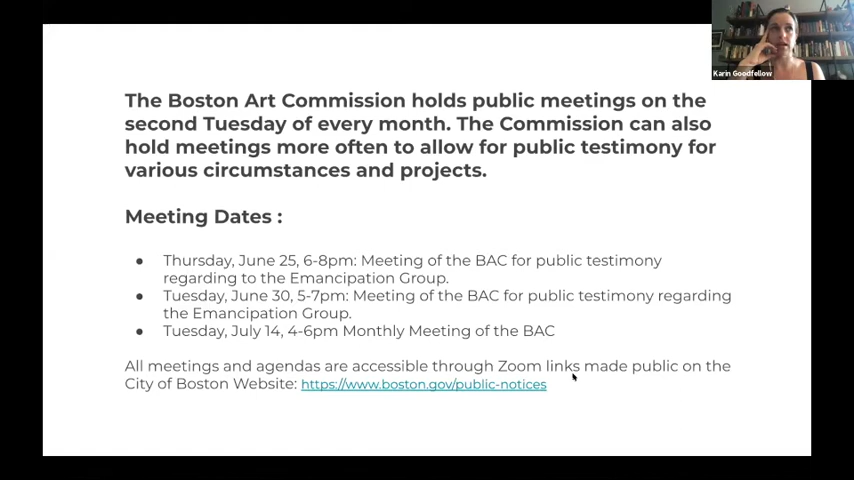 Karin Goodfellow
The Boston Art Commission holds public meetings on the
second Tuesday of every month. The Commission can also
hold meetings more often to allow for public testimony for
various circumstances and projects.
Meeting Dates :
● Thursday, June 25, 6-8pm: Meeting of the BAC for public testimony
regarding to the Emancipation Group.
● Tuesday, June 30, 5-7pm: Meeting of the BAC for public testimony regarding
the Emancipation Group.
● Tuesday, July 14, 4-6pm Monthly Meeting of the BAC
All meetings and agendas are accessible through Zoom links made public on the
City of Boston Website: https://www.boston.gov/public-notices